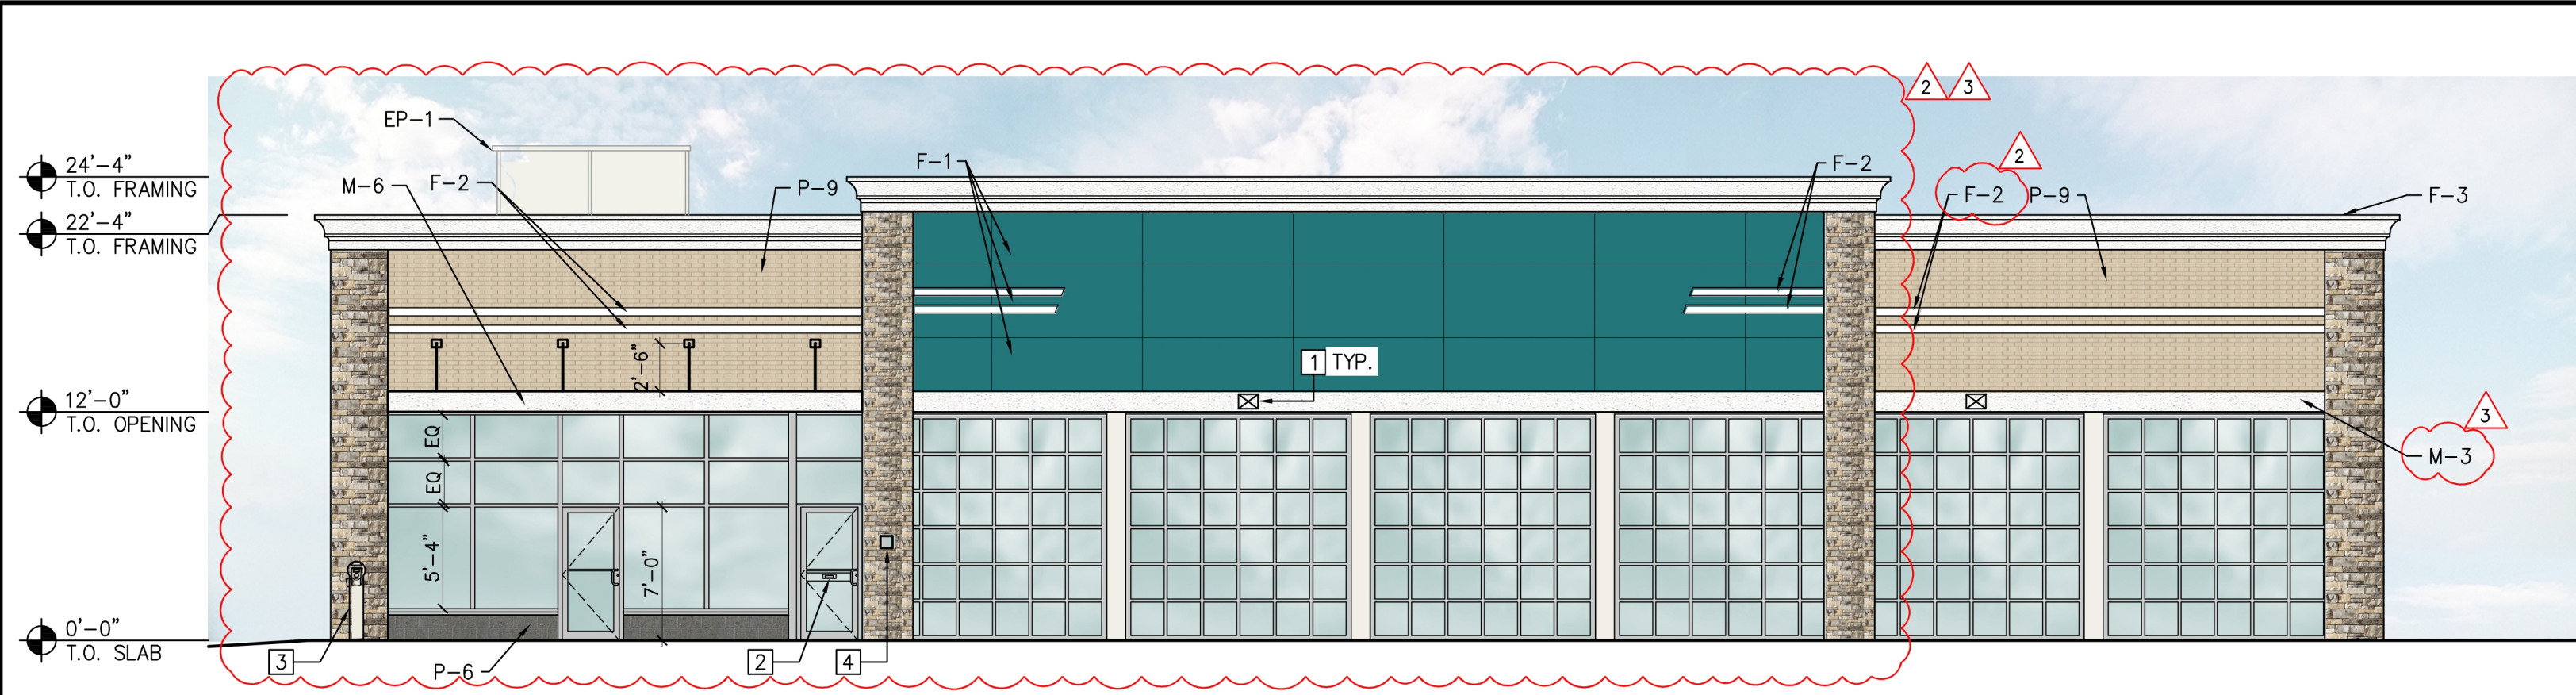 2 3
EP-1
2
24'-4"
T.O. FRAMING
M-6
F-2
P-9
F-1
F-2
F-2
P-9
F-3
22'-4"
T.O. FRAMING
2'-6"
1 TYP.
12'-0"
T.O. OPENING
3
EQ
EQ
M-3
5'-4"
7'-0"
0'-0"
T.O. SLAB
3
P-6
2
4